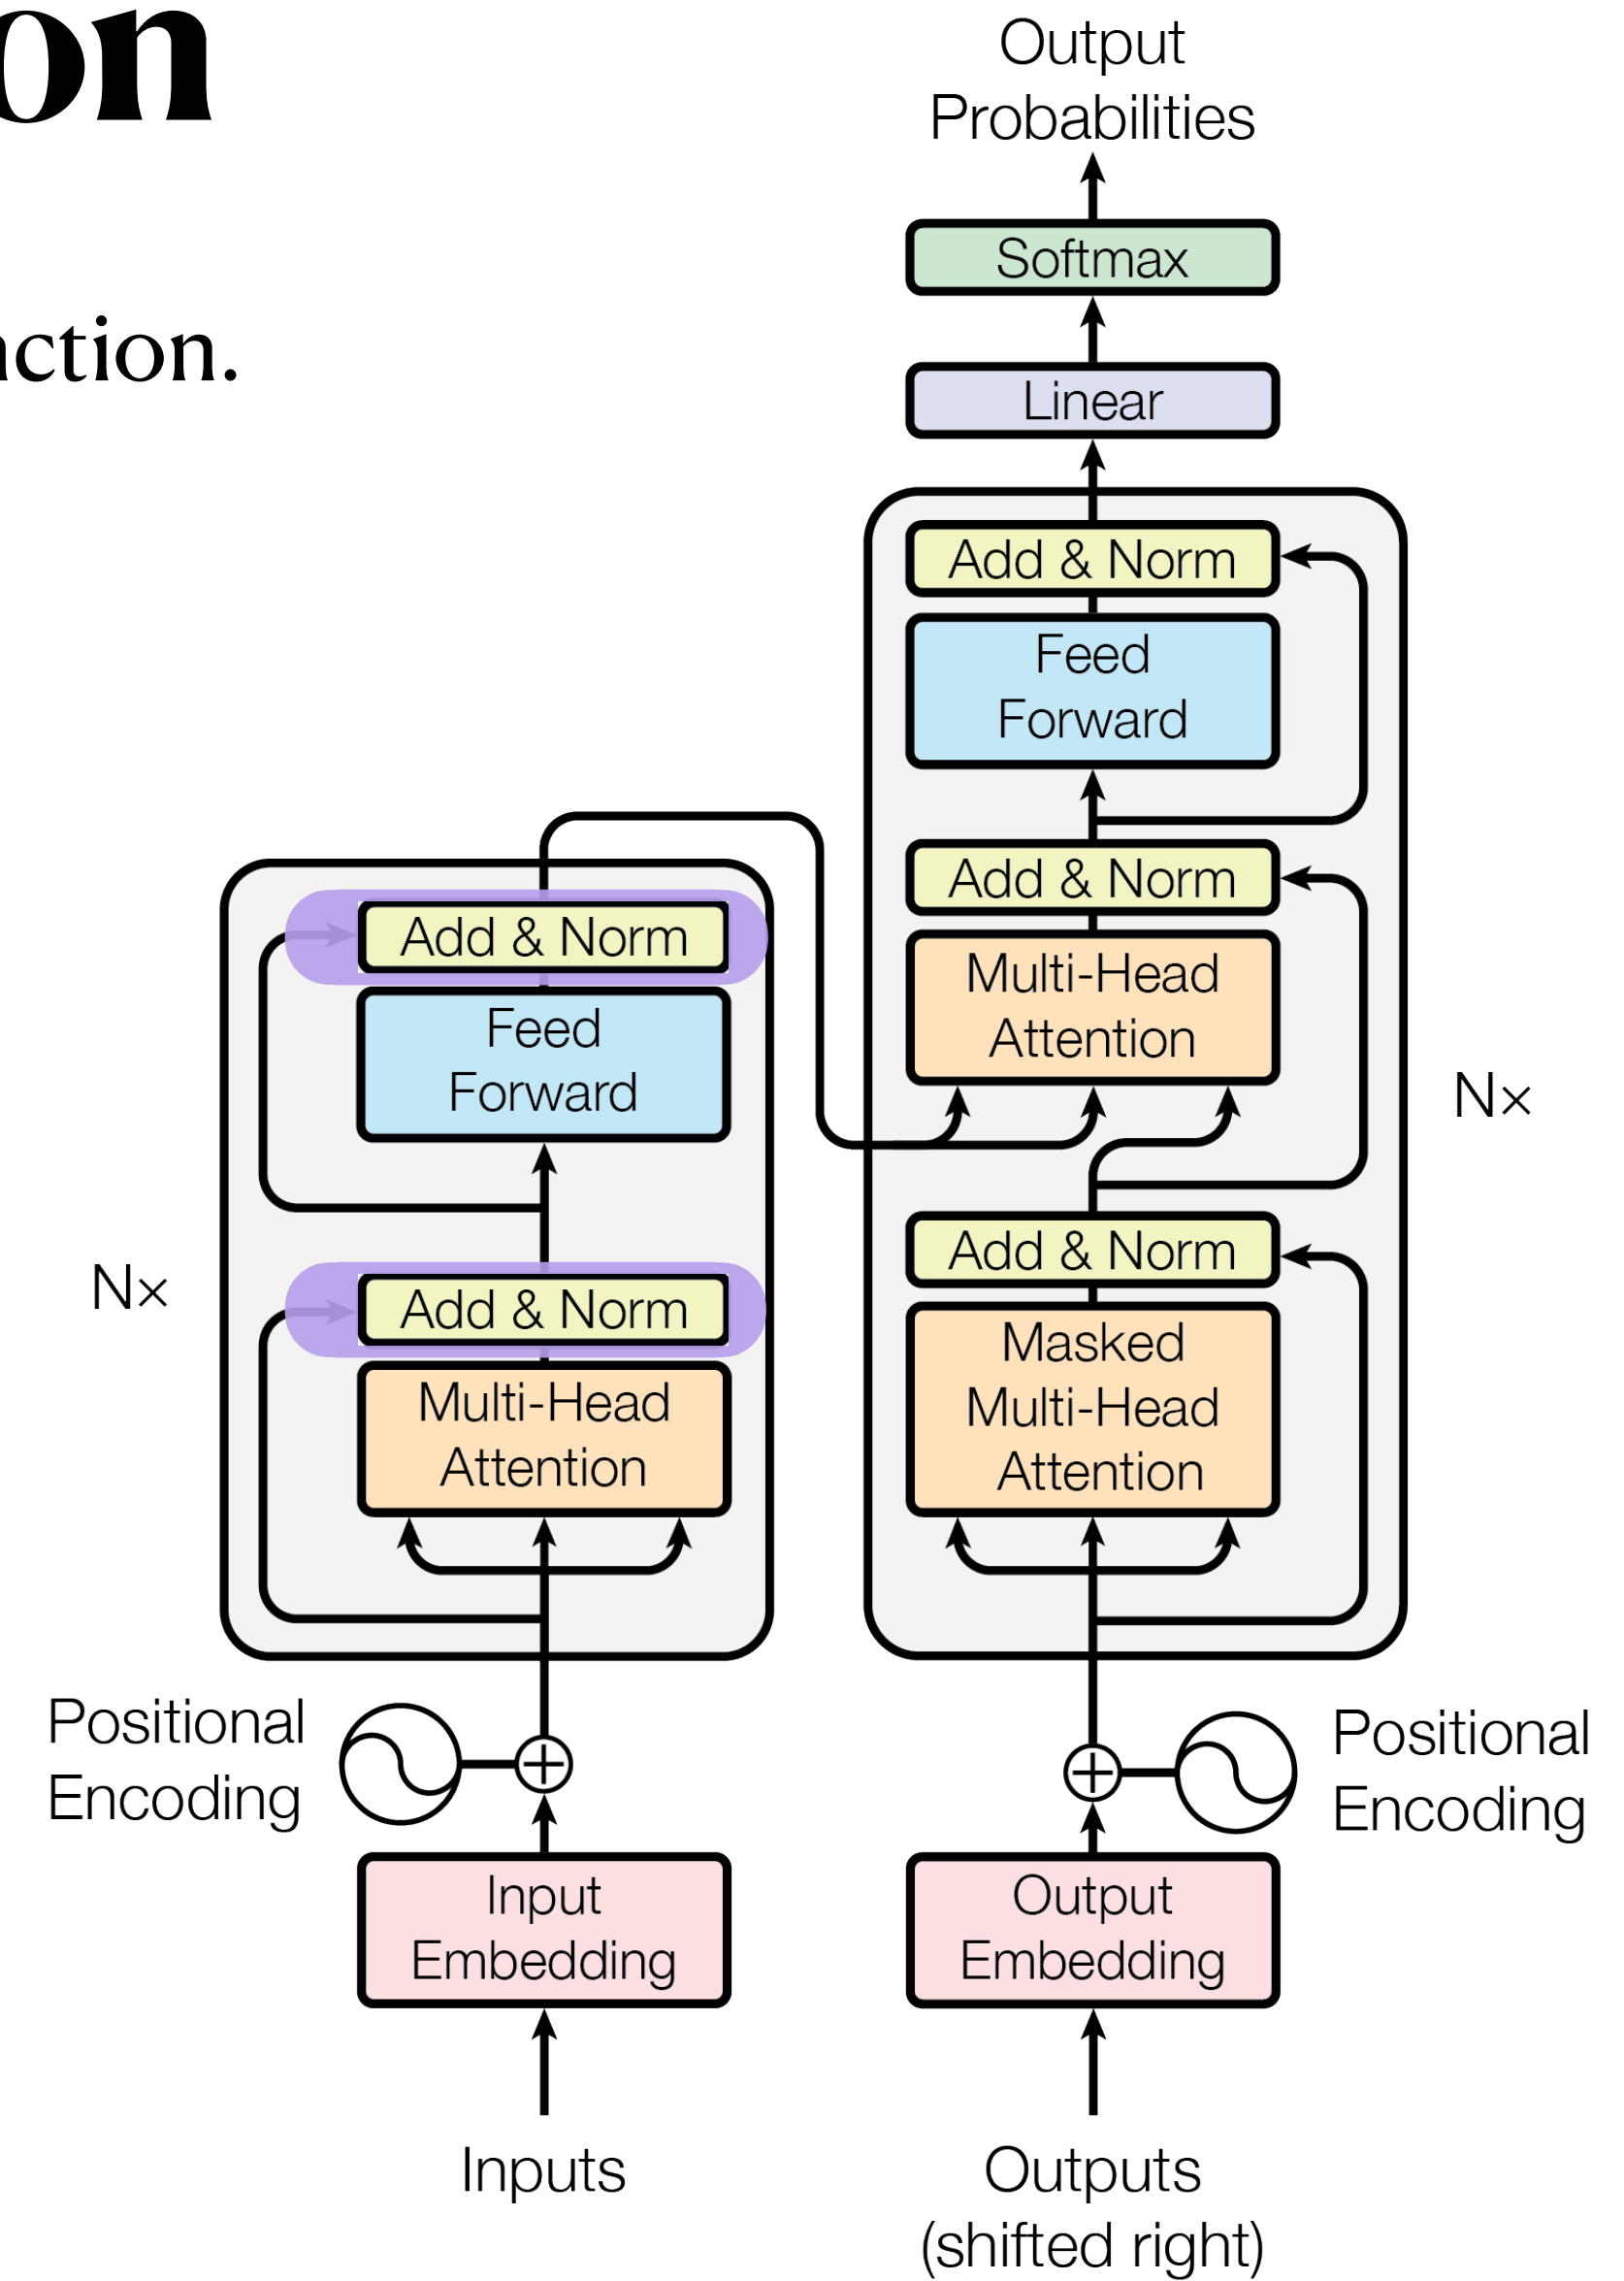 on
nction.
Output
Probabilities
Softmax
Linear
Add & Norm
Feed
Forward
Add & Norm
Multi-Head
Attention
Add & Norm
Masked
Multi-Head
Attention
Nx
Add & Norm
Feed
Forward
Add & Norm
Multi-Head
Attention
Nx
Positional
Encoding
Positional
Encoding
Input
Embedding
Output
Embedding
Inputs
Outputs
(shifted right)